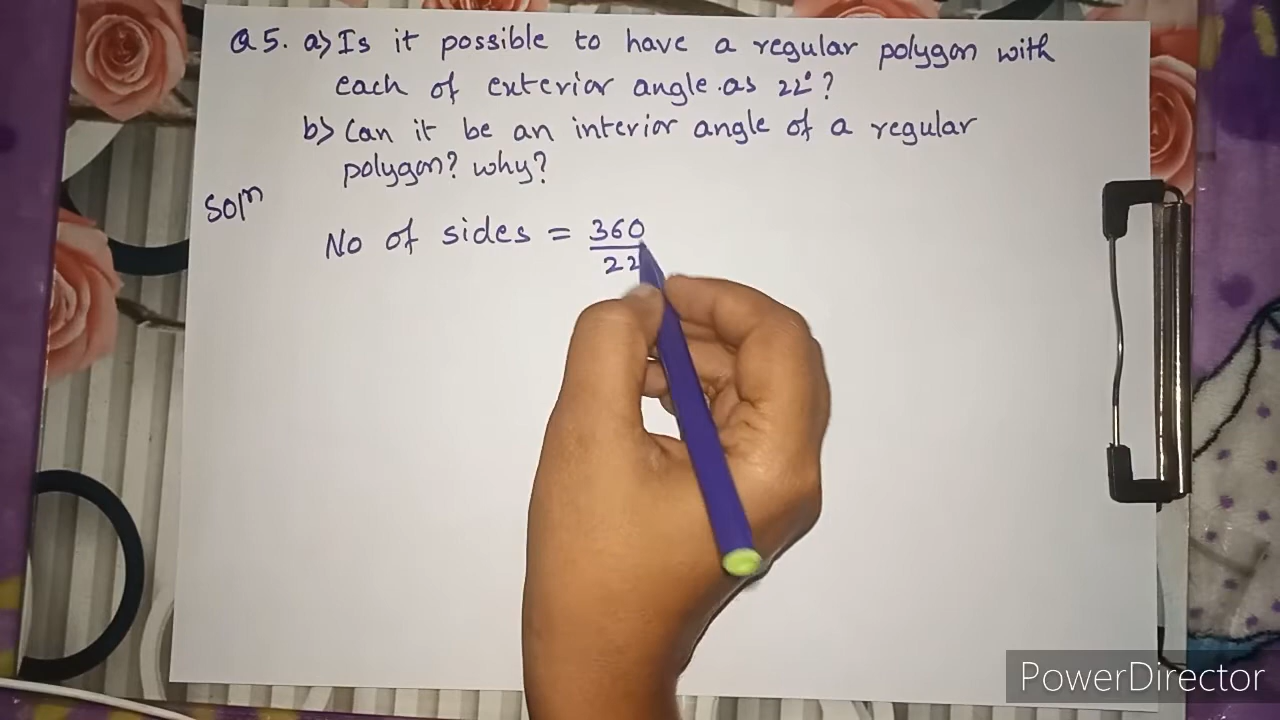 Q5. a) Is it possible to have a regular polygon with
each of exterior angle.as 22°?
b) Can it be an interior angle of a regular
polygon? why?
Soln
No of sides = 360
22
PowerDirector